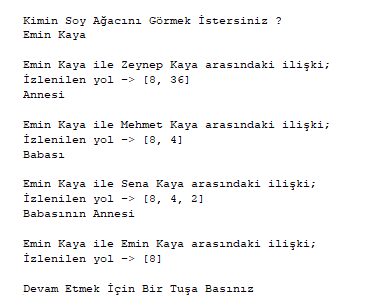 Kimin Soy Ağacını Görmek İstersiniz ?
Emin Kaya
Emin Kaya ile Zeynep Kaya arasındaki ilişki;
İzlenilen yol -> [8, 36]
Annesi
Emin Kaya ile Mehmet Kaya arasındaki ilişki;
İzlenilen yol -> [8, 4]
Babası
Emin Kaya ile Sena Kaya arasındaki ilişki;
İzlenilen yol -> [8, 4, 2]
Babasının Annesi
Emin Kaya ile Emin Kaya arasındaki ilişki;
İzlenilen yol -> [8]
Devam Etmek İçin Bir Tuşa Basınız